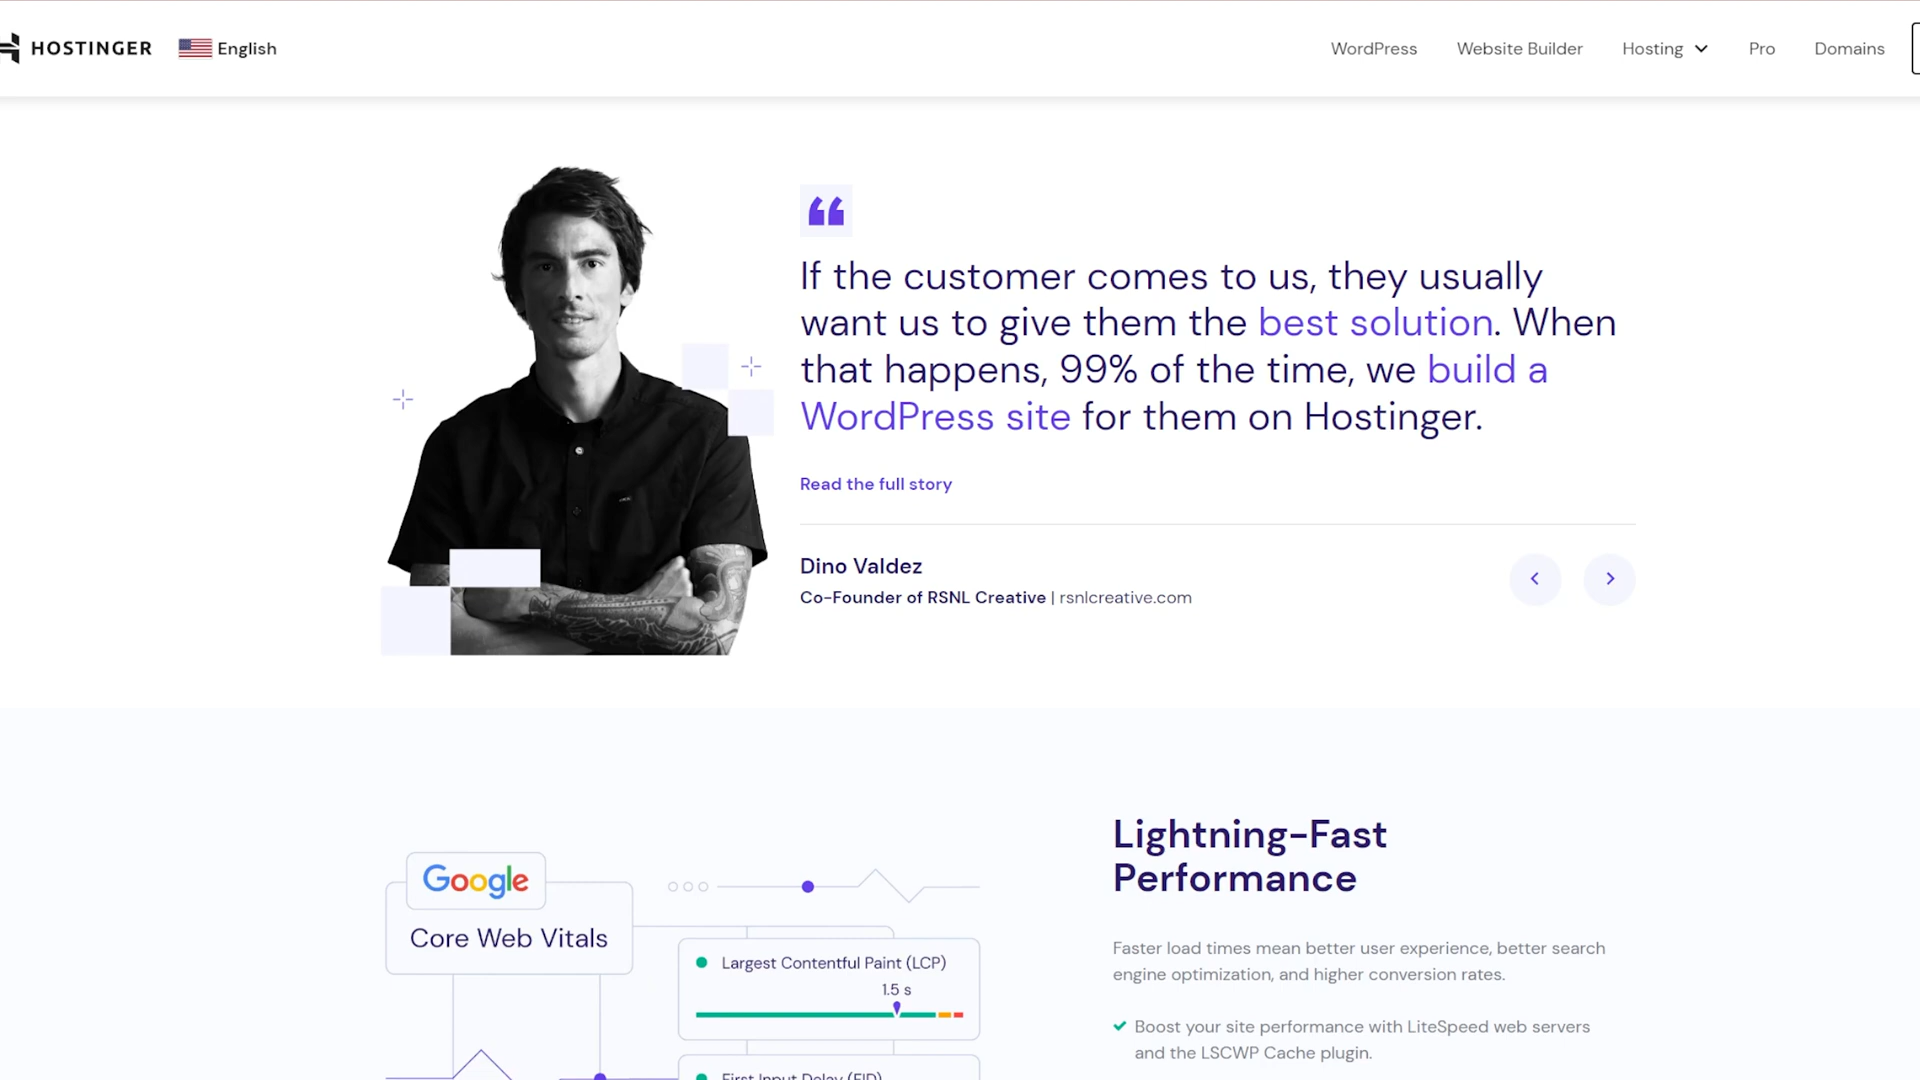 HOSTINGER
English
WordPress
Website Builder
Hosting
Pro
Domains
If the customer comes to us, they usually
want us to give them the best solution. When
that happens, 99% of the time, we build a
WordPress site for them on Hostinger.
Read the full story
Dino Valdez
Co-Founder of RSNL Creative | rsnlcreative.com
Google
Core Web Vitals
Largest Contentful Paint (LCP)
1.5 s
First Input Delay (FID)
Lightning-Fast
Performance
Faster load times mean better user experience, better search
engine optimization, and higher conversion rates.
Boost your site performance with LiteSpeed web servers
and the LSCWP Cache plugin.